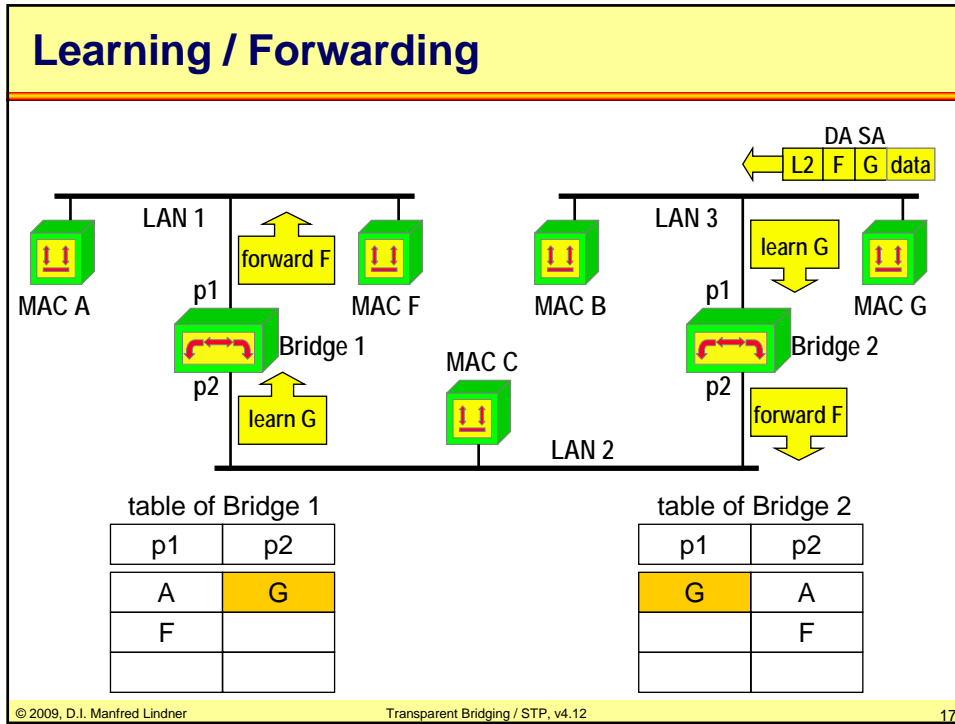 Learning / Forwarding
DA SA
L2 F G data
LAN 1
LAN 3
forward F
learn G
MAC A
p1
MAC F
MAC B
p1
MAC G
Bridge 1
Bridge 2
MAC C
p2
p2
learn G
forward F
LAN 2
table of Bridge 1
p1 p2
A G
F
table of Bridge 2
p1 p2
G A
F
© 2009, D.I. Manfred Lindner
Transparent Bridging / STP, v4.12
17